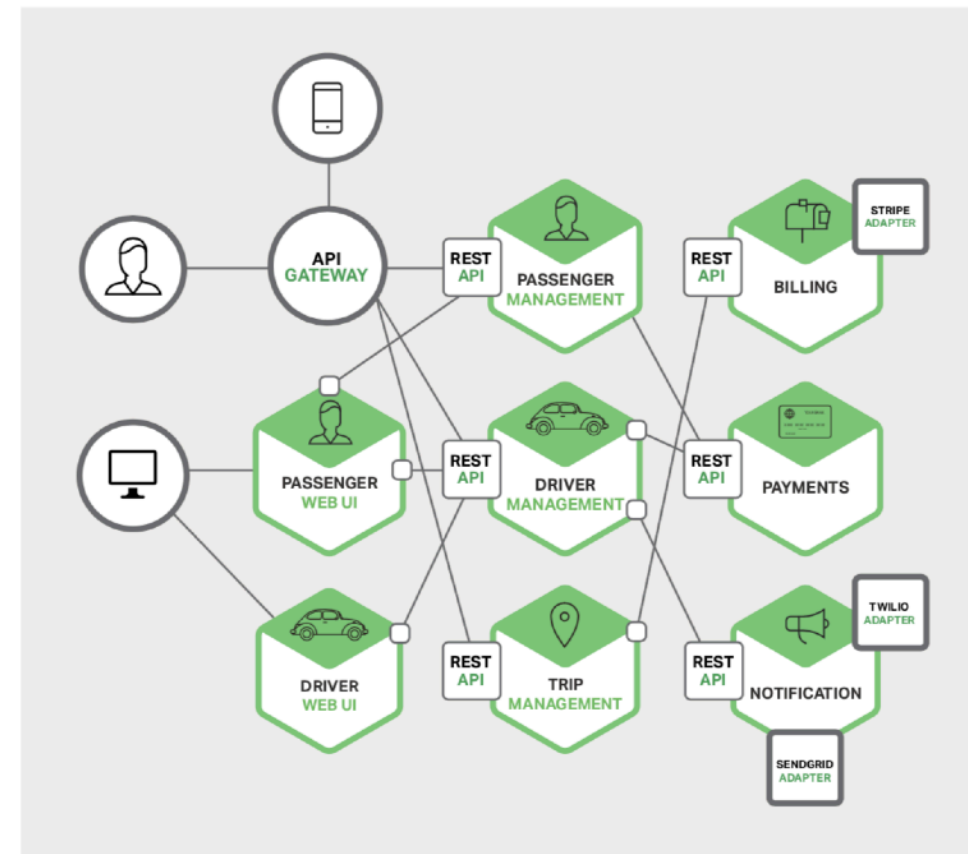 API
GATEWAY
REST
API
PASSENGER
MANAGEMENT
REST
API
BILLING
STRIPE
ADAPTER
PASSENGER
WEB UI
REST
API
DRIVER
MANAGEMENT
REST
API
PAYMENTS
DRIVER
WEB UI
REST
API
TRIP
MANAGEMENT
REST
API
NOTIFICATION
TWILIO
ADAPTER
SENDGRID
ADAPTER